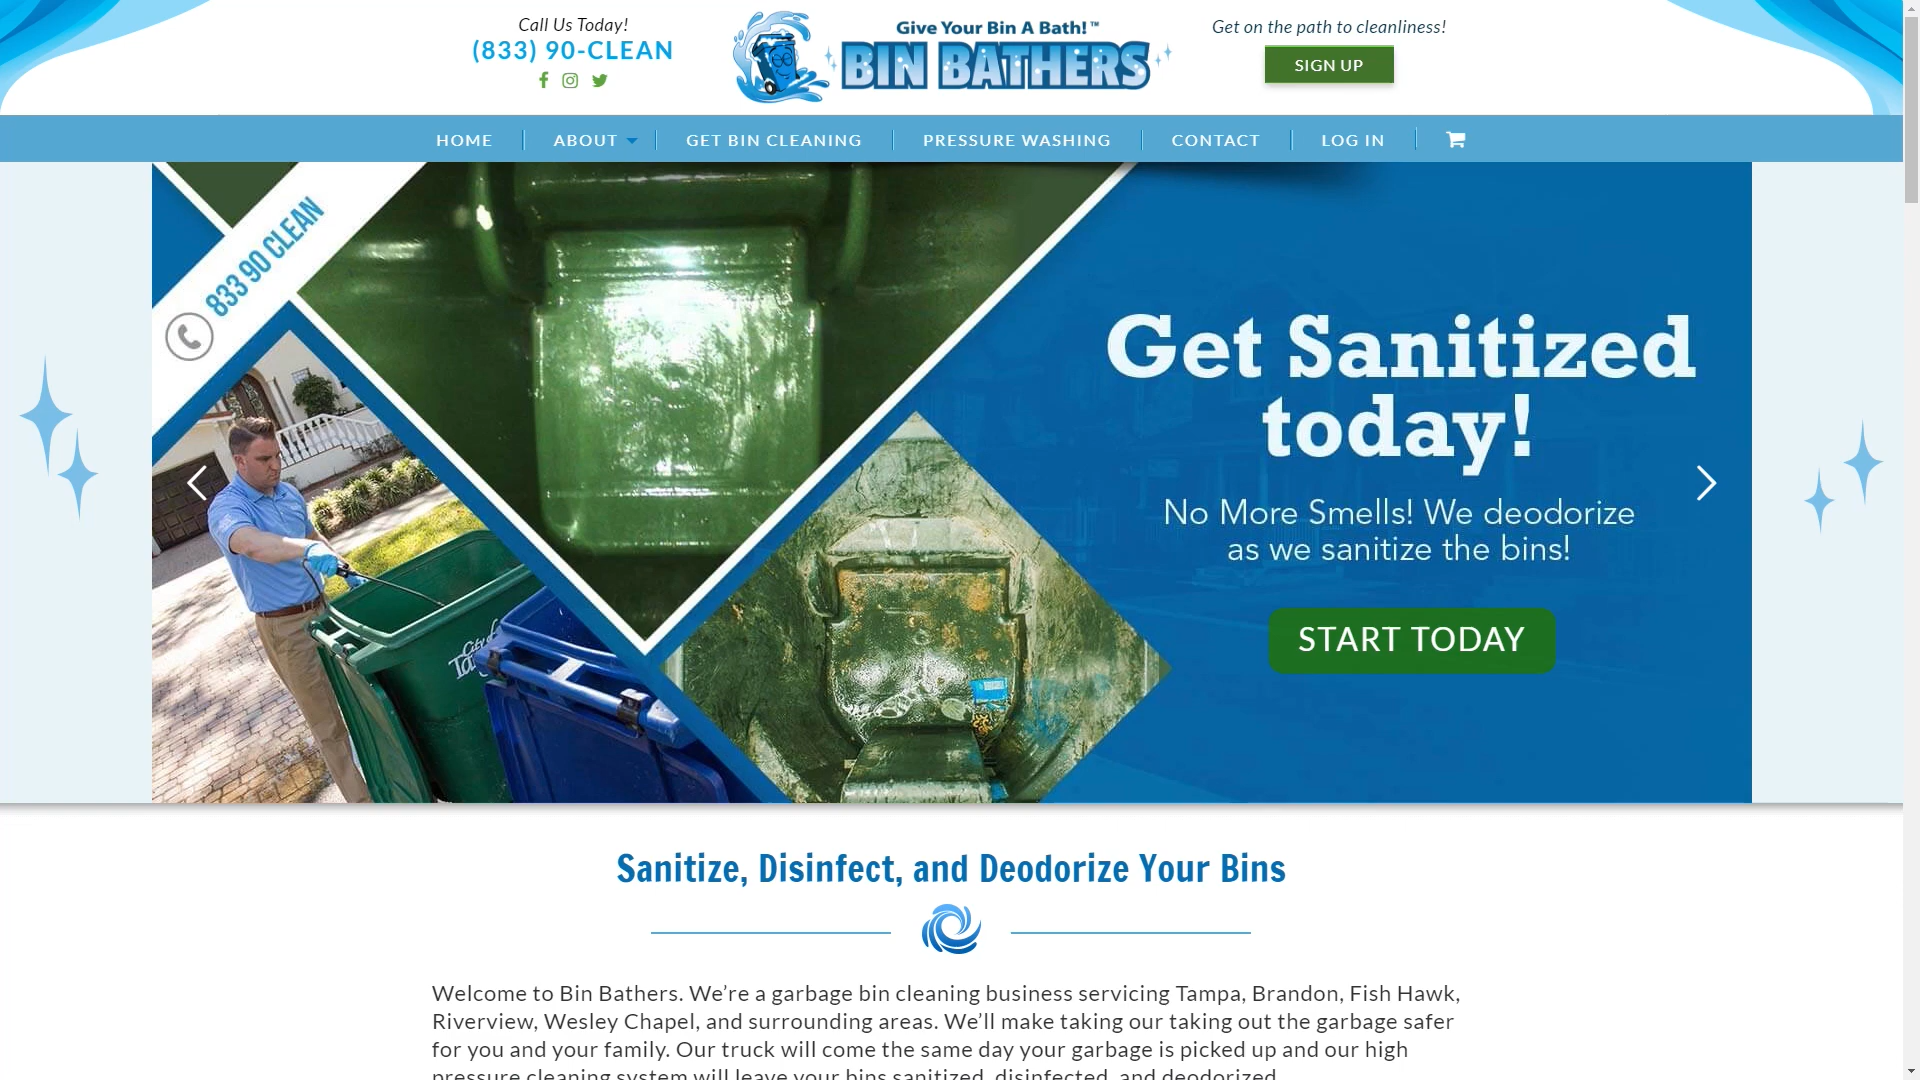 Call Us Today!
(833) 90-CLEAN
Give Your Bin A Bath!™
BIN BATHERS
Get on the path to cleanliness!
SIGN UP
HOME
ABOUT
GET BIN CLEANING
PRESSURE WASHING
CONTACT
LOG IN
833 90 CLEAN
Get Sanitized
today!
No More Smells! We deodorize
as we sanitize the bins!
START TODAY
City of
Sanitize, Disinfect, and Deodorize Your Bins
Welcome to Bin Bathers. We’re a garbage bin cleaning business servicing Tampa, Brandon, Fish Hawk,
Riverview, Wesley Chapel, and surrounding areas. We’ll make taking our taking out the garbage safer
for you and your family. Our truck will come the same day your garbage is picked up and our high
pressure cleaning system will leave your bins sanitized, disinfected, and deodorized.